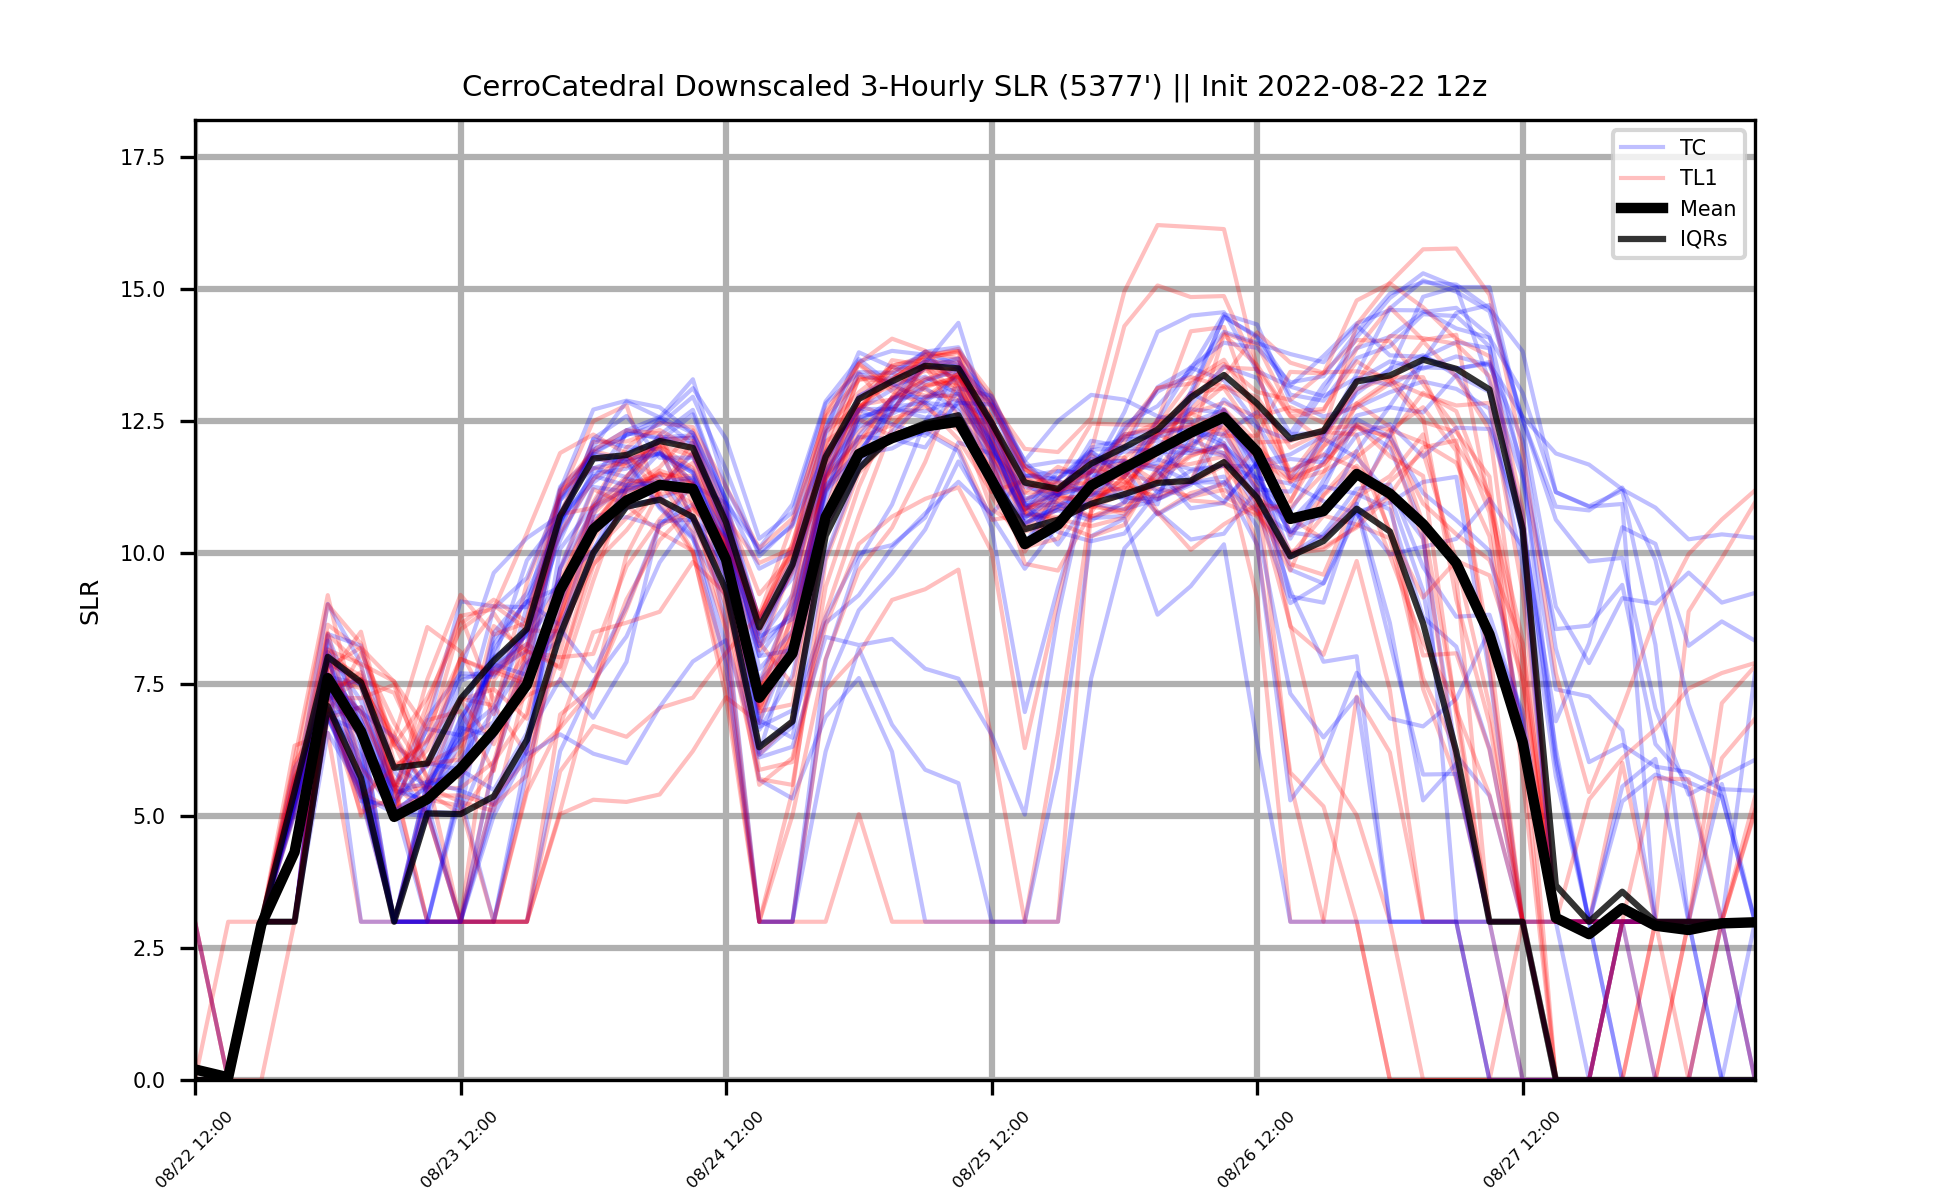 CerroCatedral Downscaled 3-Hourly SLR (5377') || Init 2022-08-22 12z
TC
TL1
Mean
IQRs
SLR
17.5
15.0
12.5
10.0
7.5
5.0
2.5
0.0
08/22 12:00
08/23 12:00
08/24 12:00
08/25 12:00
08/26 12:00
08/27 12:00